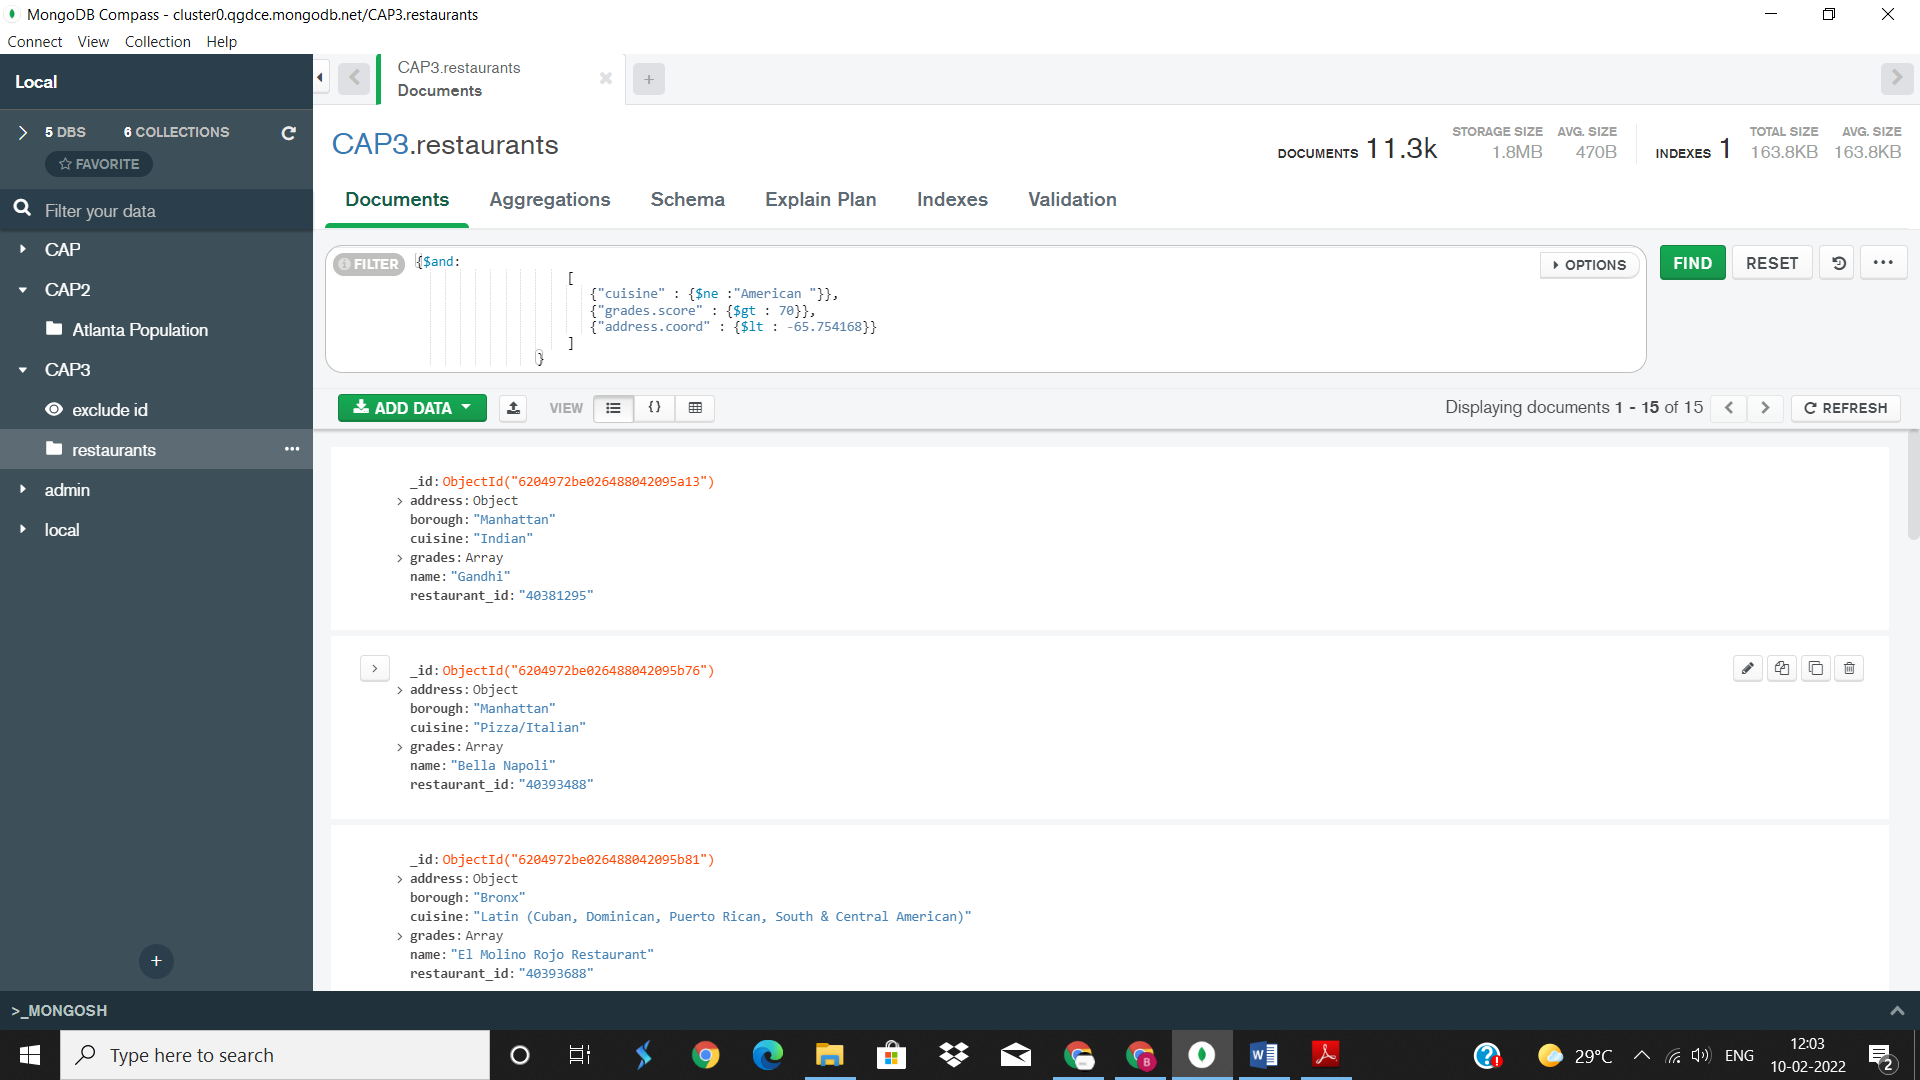 MongoDB Compass - cluster0.qgdce.mongodb.net/CAP3.restaurants
Connect View Collection Help
Local
5 DBS 6 COLLECTIONS
FAVORITE
Filter your data
CAP
CAP2
Atlanta Population
CAP3
exclude id
restaurants
admin
local
CAP3.restaurants
Documents
CAP3.restaurants
DOCUMENTS 11.3k
STORAGE SIZE
1.8MB
AVG. SIZE
470B
INDEXES 1
TOTAL SIZE
163.8KB
AVG. SIZE
163.8KB
Documents Aggregations Schema Explain Plan Indexes Validation
FILTER
{$and:
[
{"cuisine" : {$ne :"American "}},
{"grades.score" : {$gt : 70}},
{"address.coord" : {$lt : -65.754168}}
]
}
OPTIONS
FIND RESET
ADD DATA VIEW {} Displaying documents 1 - 15 of 15 REFRESH
_id: ObjectId("6204972be026488042095a13")
address: Object
borough: "Manhattan"
cuisine: "Indian"
grades: Array
name: "Gandhi"
restaurant_id: "40381295"
_id: ObjectId("6204972be026488042095b76")
address: Object
borough: "Manhattan"
cuisine: "Pizza/Italian"
grades: Array
name: "Bella Napoli"
restaurant_id: "40393488"
_id: ObjectId("6204972be026488042095b81")
address: Object
borough: "Bronx"
cuisine: "Latin (Cuban, Dominican, Puerto Rican, South & Central American)"
grades: Array
name: "El Molino Rojo Restaurant"
restaurant_id: "40393688"
>_MONGOSH
Type here to search
29°C ENG
12:03
10-02-2022
2